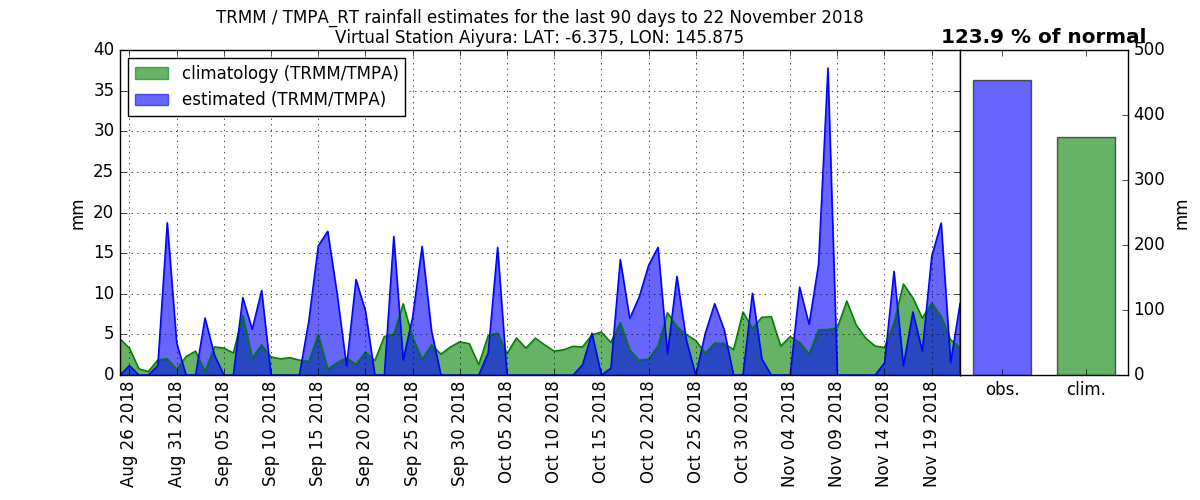 TRMM / TMPA_RT rainfall estimates for the last 90 days to 22 November 2018
Virtual Station Aiyura: LAT: -6.375, LON: 145.875
123.9 % of normal
climatology (TRMM/TMPA)
estimated (TRMM/TMPA)
40
35
30
25
20
15
10
5
0
mm
Aug 26 2018
Aug 31 2018
Sep 05 2018
Sep 10 2018
Sep 15 2018
Sep 20 2018
Sep 25 2018
Sep 30 2018
Oct 05 2018
Oct 10 2018
Oct 15 2018
Oct 20 2018
Oct 25 2018
Oct 30 2018
Nov 04 2018
Nov 09 2018
Nov 14 2018
Nov 19 2018
obs.
clim.
500
400
300
200
100
0
mm